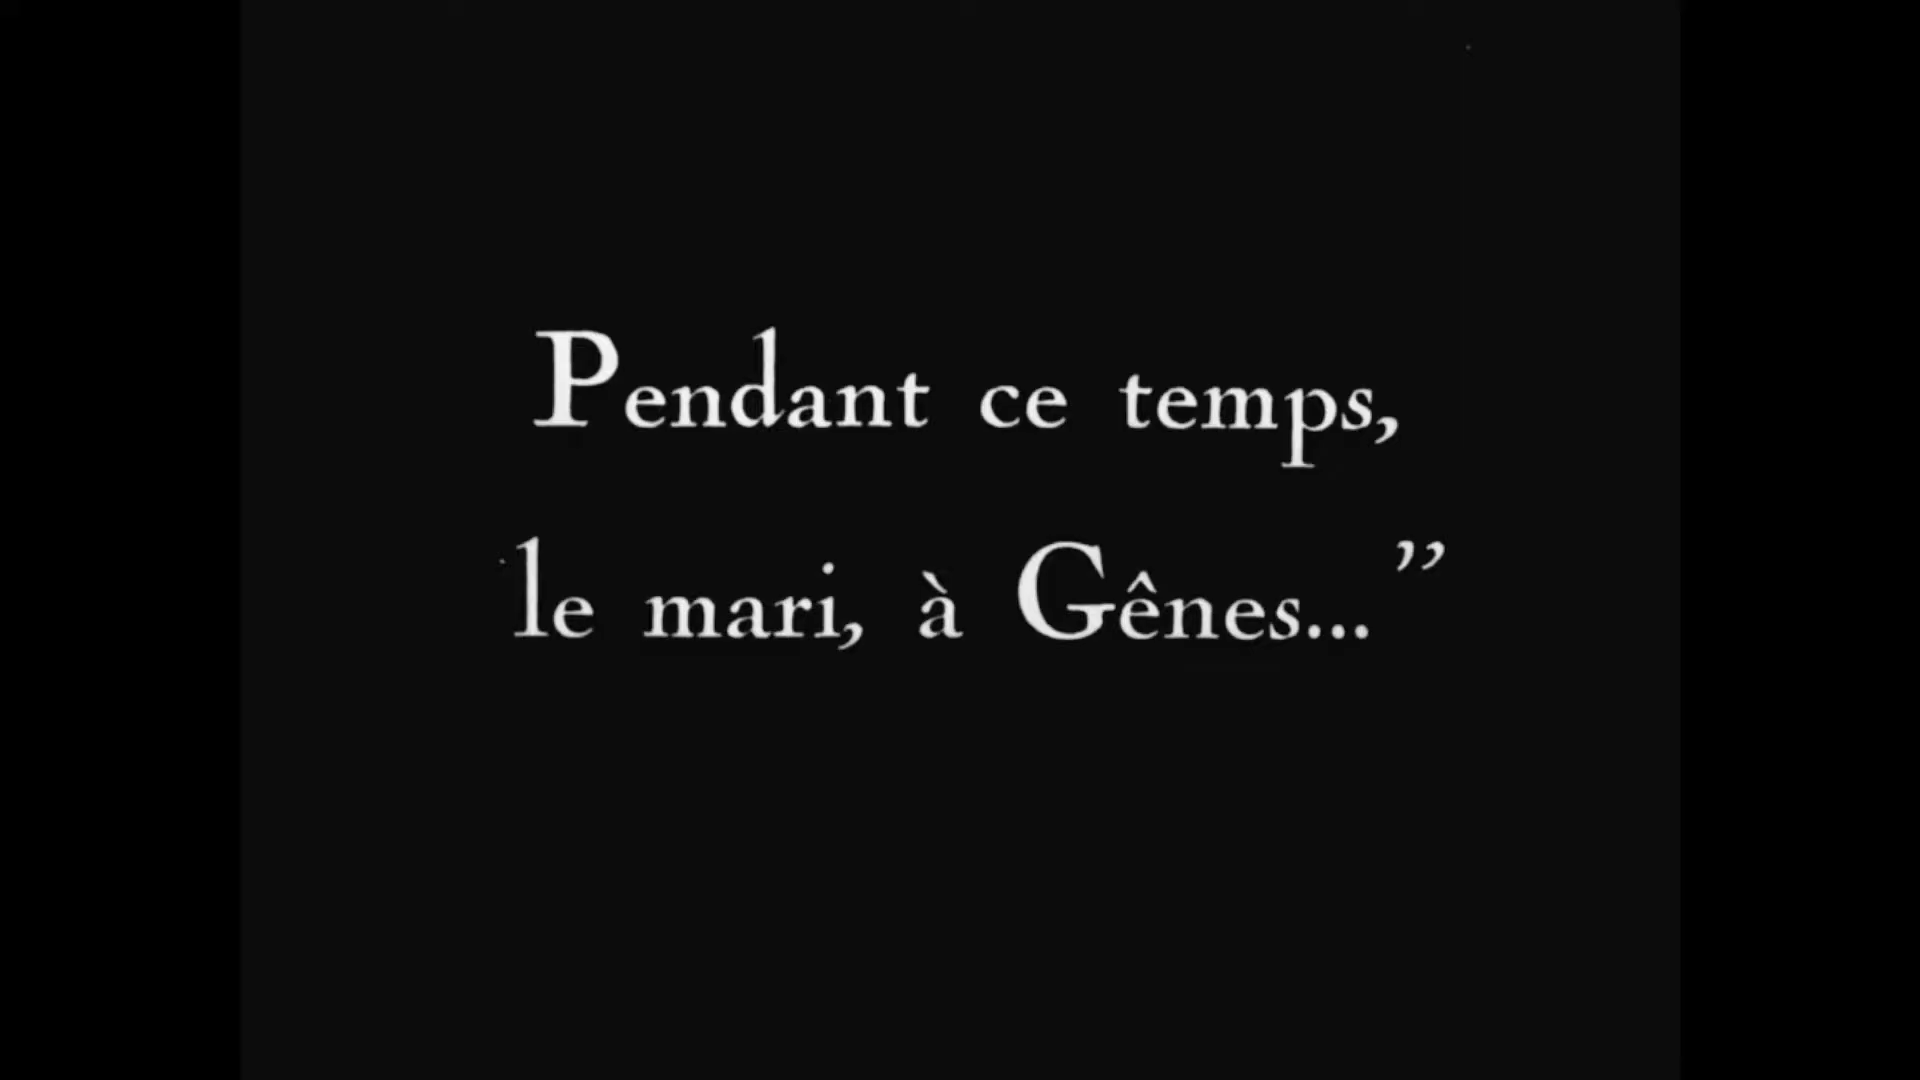 Pendant ce temps,
le mari, à Gênes...”